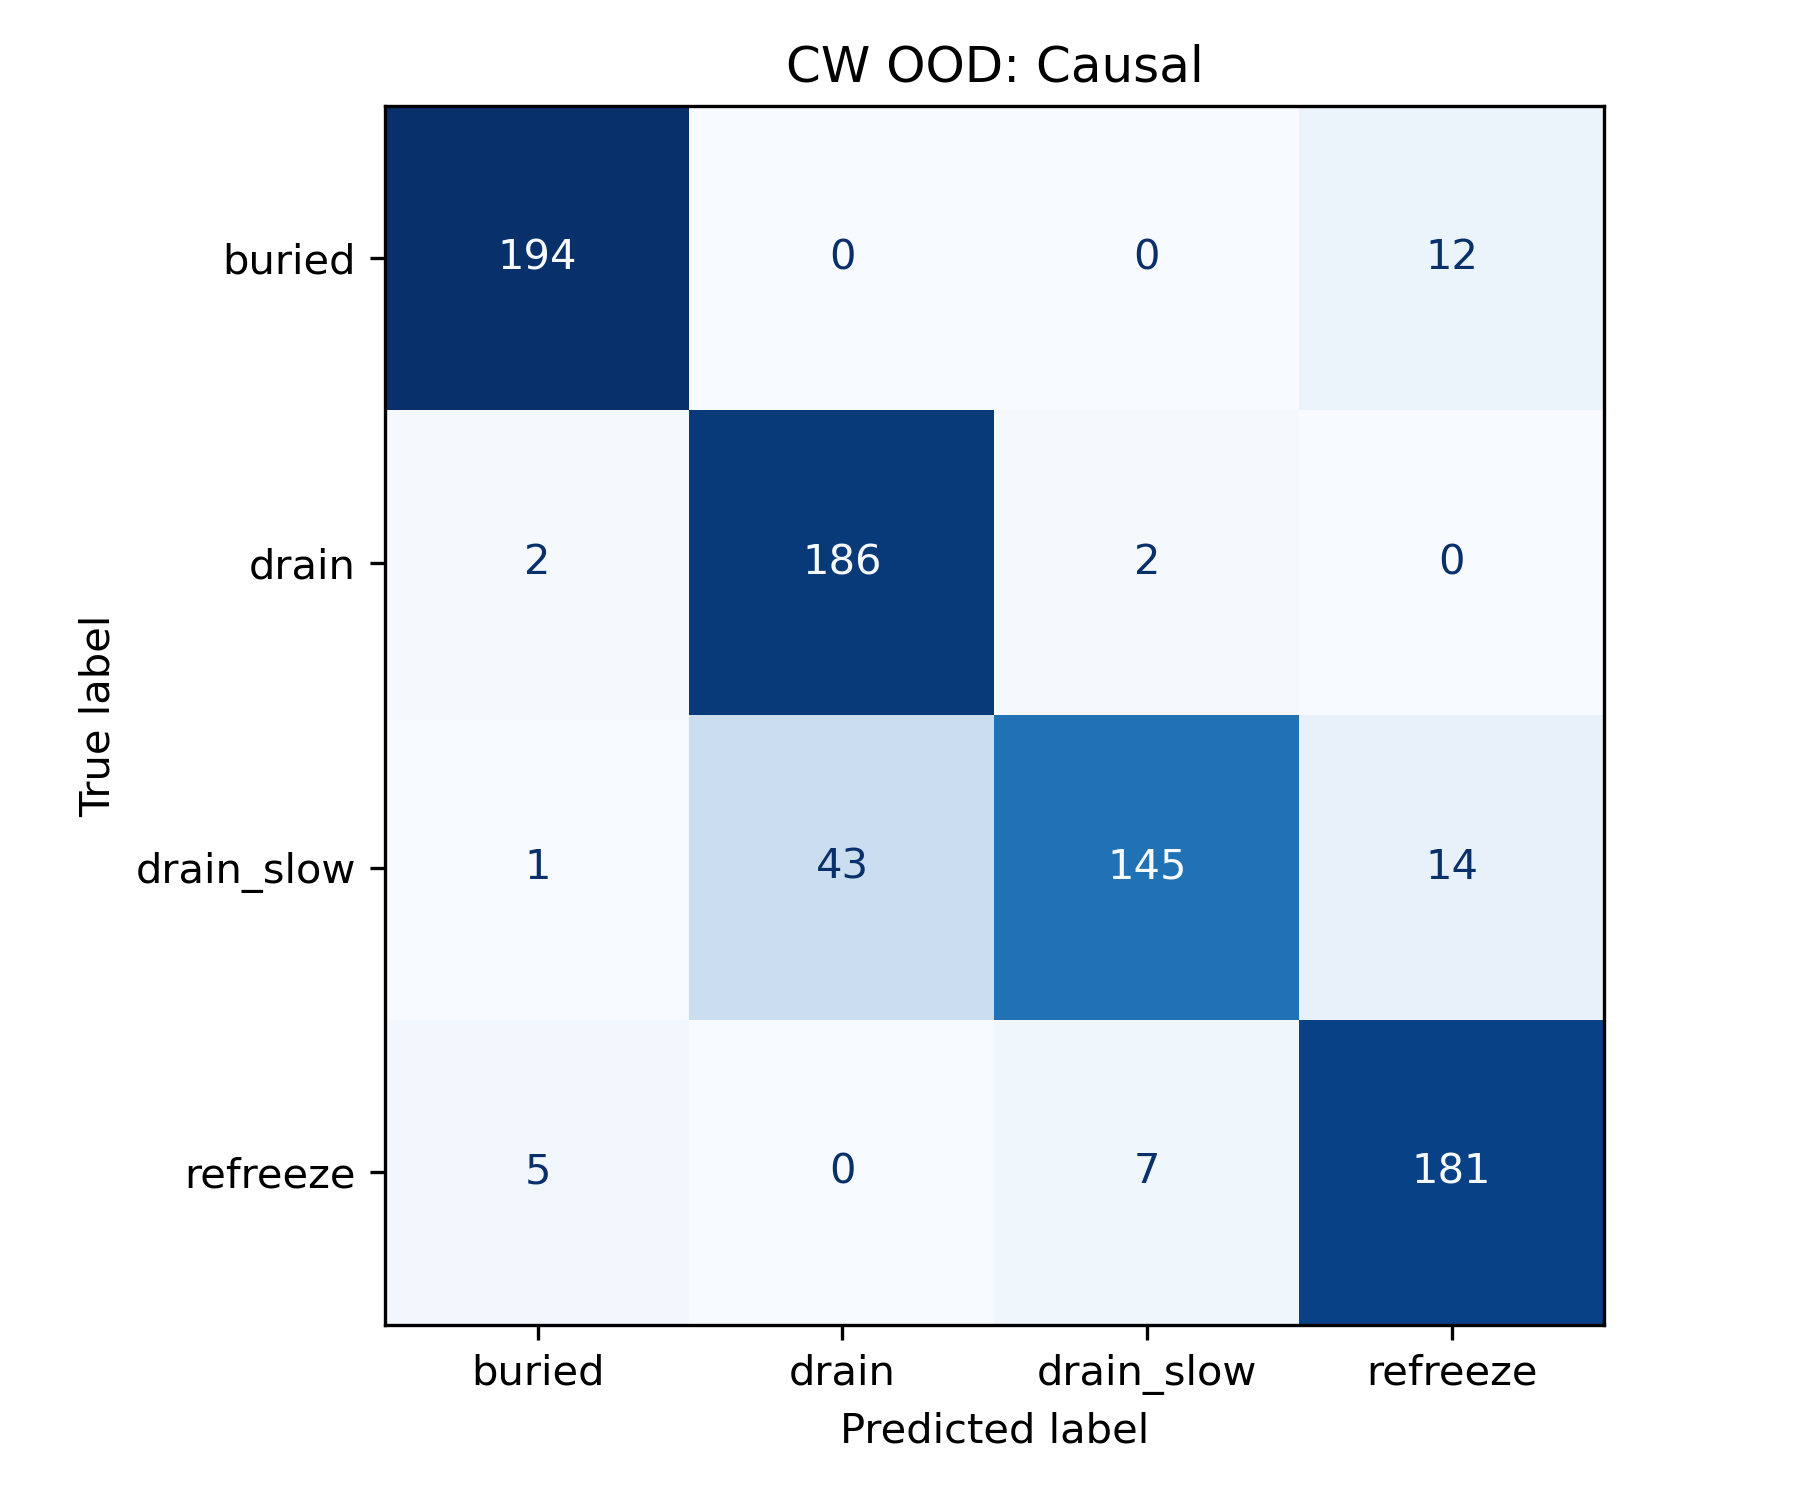 CW OOD: Causal
True label
buried 194 0 0 12
drain 2 186 2 0
drain_slow 1 43 145 14
refreeze 5 0 7 181
buried drain drain_slow refreeze
Predicted label